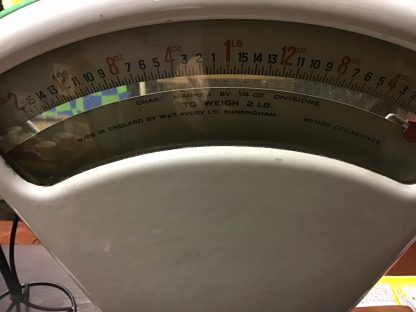 2 15 14 13 12 OZ 11 10 9 8 OZ 7 6 5 4 OZ 3 2 1 1 LB. 15 14 13 12 OZ 11 10 9 8 OZ 7 6 5 4 OZ 3 2
CHART MARKED BY ¼ OZ. DIVISIONS
TO WEIGH 2 LB.
MADE IN ENGLAND BY W&T. AVERY LTD. BIRMINGHAM.